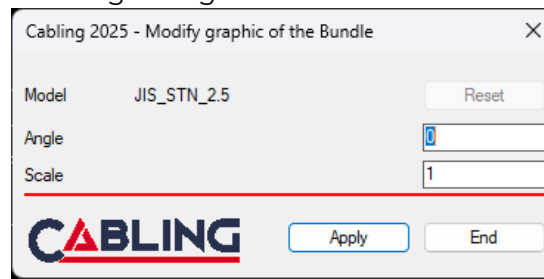 Cabling 2025 - Modify graphic of the Bundle
Model JIS_STN_2.5 Reset
Angle 0
Scale 1
CABLING Apply End